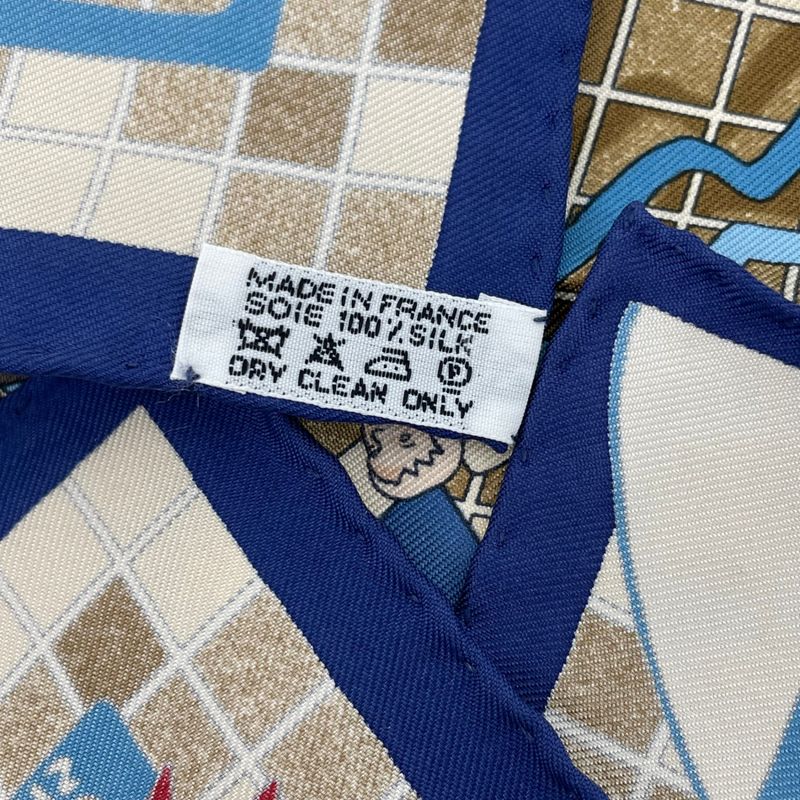 MADE IN FRANCE
SOIE 100% SILK
P
DRY CLEAN ONLY